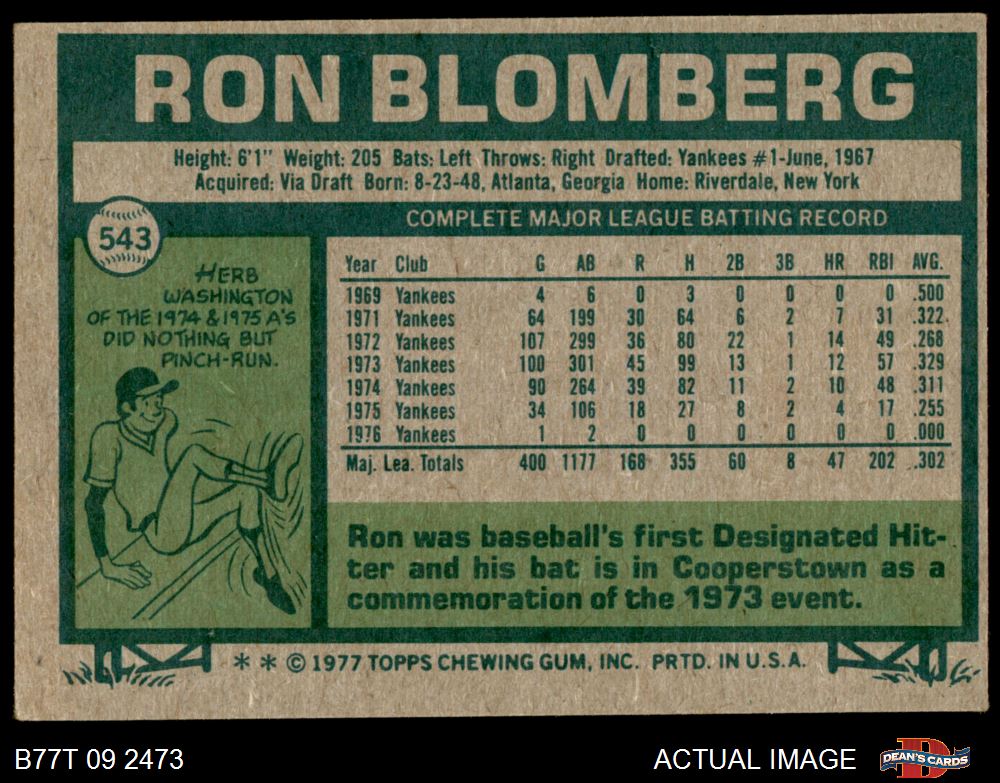 RON BLOMBERG
Height: 6'1" Weight: 205 Bats: Left Throws: Right Drafted: Yankees #1-June, 1967
Acquired: Via Draft Born: 8-23-48, Atlanta, Georgia Home: Riverdale, New York
543
HERB
WASHINGTON
OF THE 1974 & 1975 A'S
DID NOTHING BUT
PINCH-RUN.
COMPLETE MAJOR LEAGUE BATTING RECORD
Year Club G AB R H 2B 3B HR RBI AVG.
1969 Yankees 4 6 0 3 0 0 0 0 .500
1971 Yankees 64 199 30 64 6 2 7 31 .322
1972 Yankees 107 299 36 80 22 1 14 49 .268
1973 Yankees 100 301 45 99 13 1 12 57 .329
1974 Yankees 90 264 39 82 11 2 10 48 .311
1975 Yankees 34 106 18 27 8 2 4 17 .255
1976 Yankees 1 2 0 0 0 0 0 0 .000
Maj. Lea. Totals 400 1177 168 355 60 8 47 202 .302
Ron was baseball's first Designated Hit-
ter and his bat is in Cooperstown as a
commemoration of the 1973 event.
* * © 1977 TOPPS CHEWING GUM, INC. PRTD. IN U.S.A.
B77T 09 2473
ACTUAL IMAGE
DEAN'S CARDS